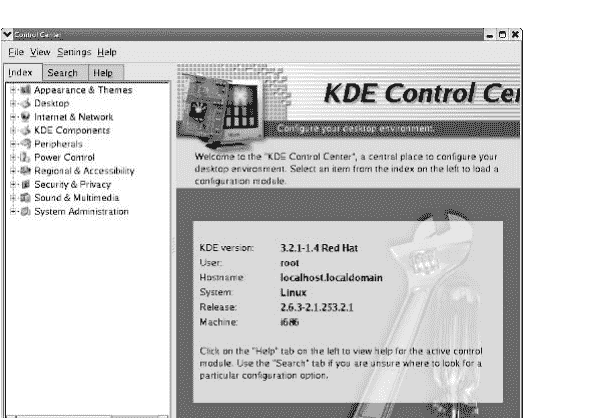 Control Center
File View Settings Help
Index Search Help
Appearance & Themes
Desktop
Internet & Network
KDE Components
Peripherals
Power Control
Regional & Accessibility
Security & Privacy
Sound & Multimedia
System Administration
KDE Control Cen
Configure your desktop environment.
Welcome to the "KDE Control Center", a central place to configure your
desktop environment. Select an item from the index on the left to load a
configuration module.
KDE version: 3.2.1-1.4 Red Hat
User: root
Hostname: localhost.localdomain
System: Linux
Release: 2.6.3-2.1.253.2.1
Machine: i686
Click on the "Help" tab on the left to view help for the active control
module. Use the "Search" tab if you are unsure where to look for a
particular configuration option.